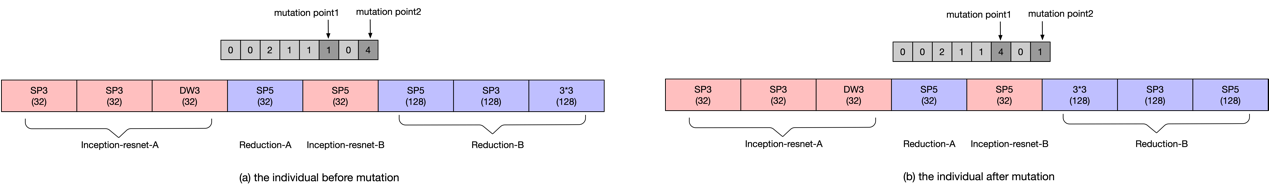 mutation point1 mutation point2
0 0 2 1 1 1 0 4
SP3 SP3 DW3 SP5 SP5 SP5 SP3 3*3
(32) (32) (32) (32) (32) (128) (128) (128)
Inception-resnet-A Reduction-A Inception-resnet-B Reduction-B
(a) the individual before mutation
mutation point1 mutation point2
0 0 2 1 1 4 0 1
SP3 SP3 DW3 SP5 SP5 3*3 SP3 SP5
(32) (32) (32) (32) (32) (128) (128) (128)
Inception-resnet-A Reduction-A Inception-resnet-B Reduction-B
(b) the individual after mutation